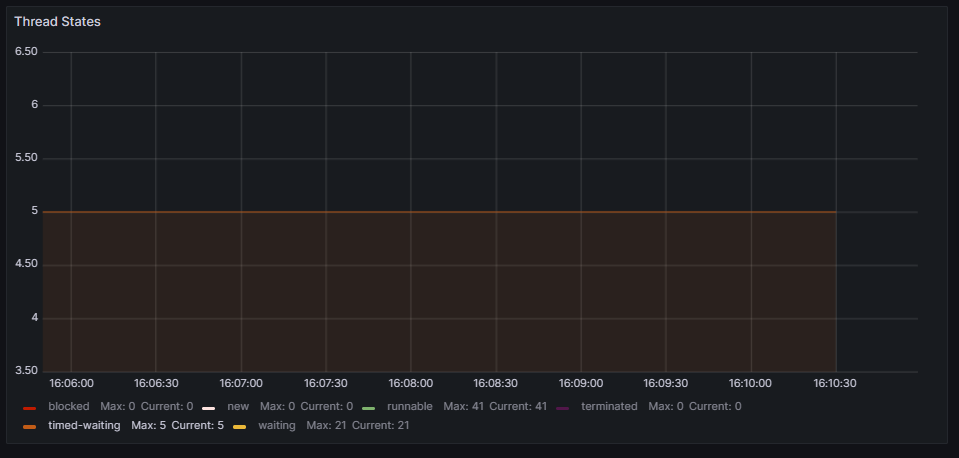 Thread States
6.50
6
5.50
5
4.50
4
3.50
16:06:00 16:06:30 16:07:00 16:07:30 16:08:00 16:08:30 16:09:00 16:09:30 16:10:00 16:10:30
blocked Max: 0 Current: 0 new Max: 0 Current: 0 runnable Max: 41 Current: 41 terminated Max: 0 Current: 0
timed-waiting Max: 5 Current: 5 waiting Max: 21 Current: 21